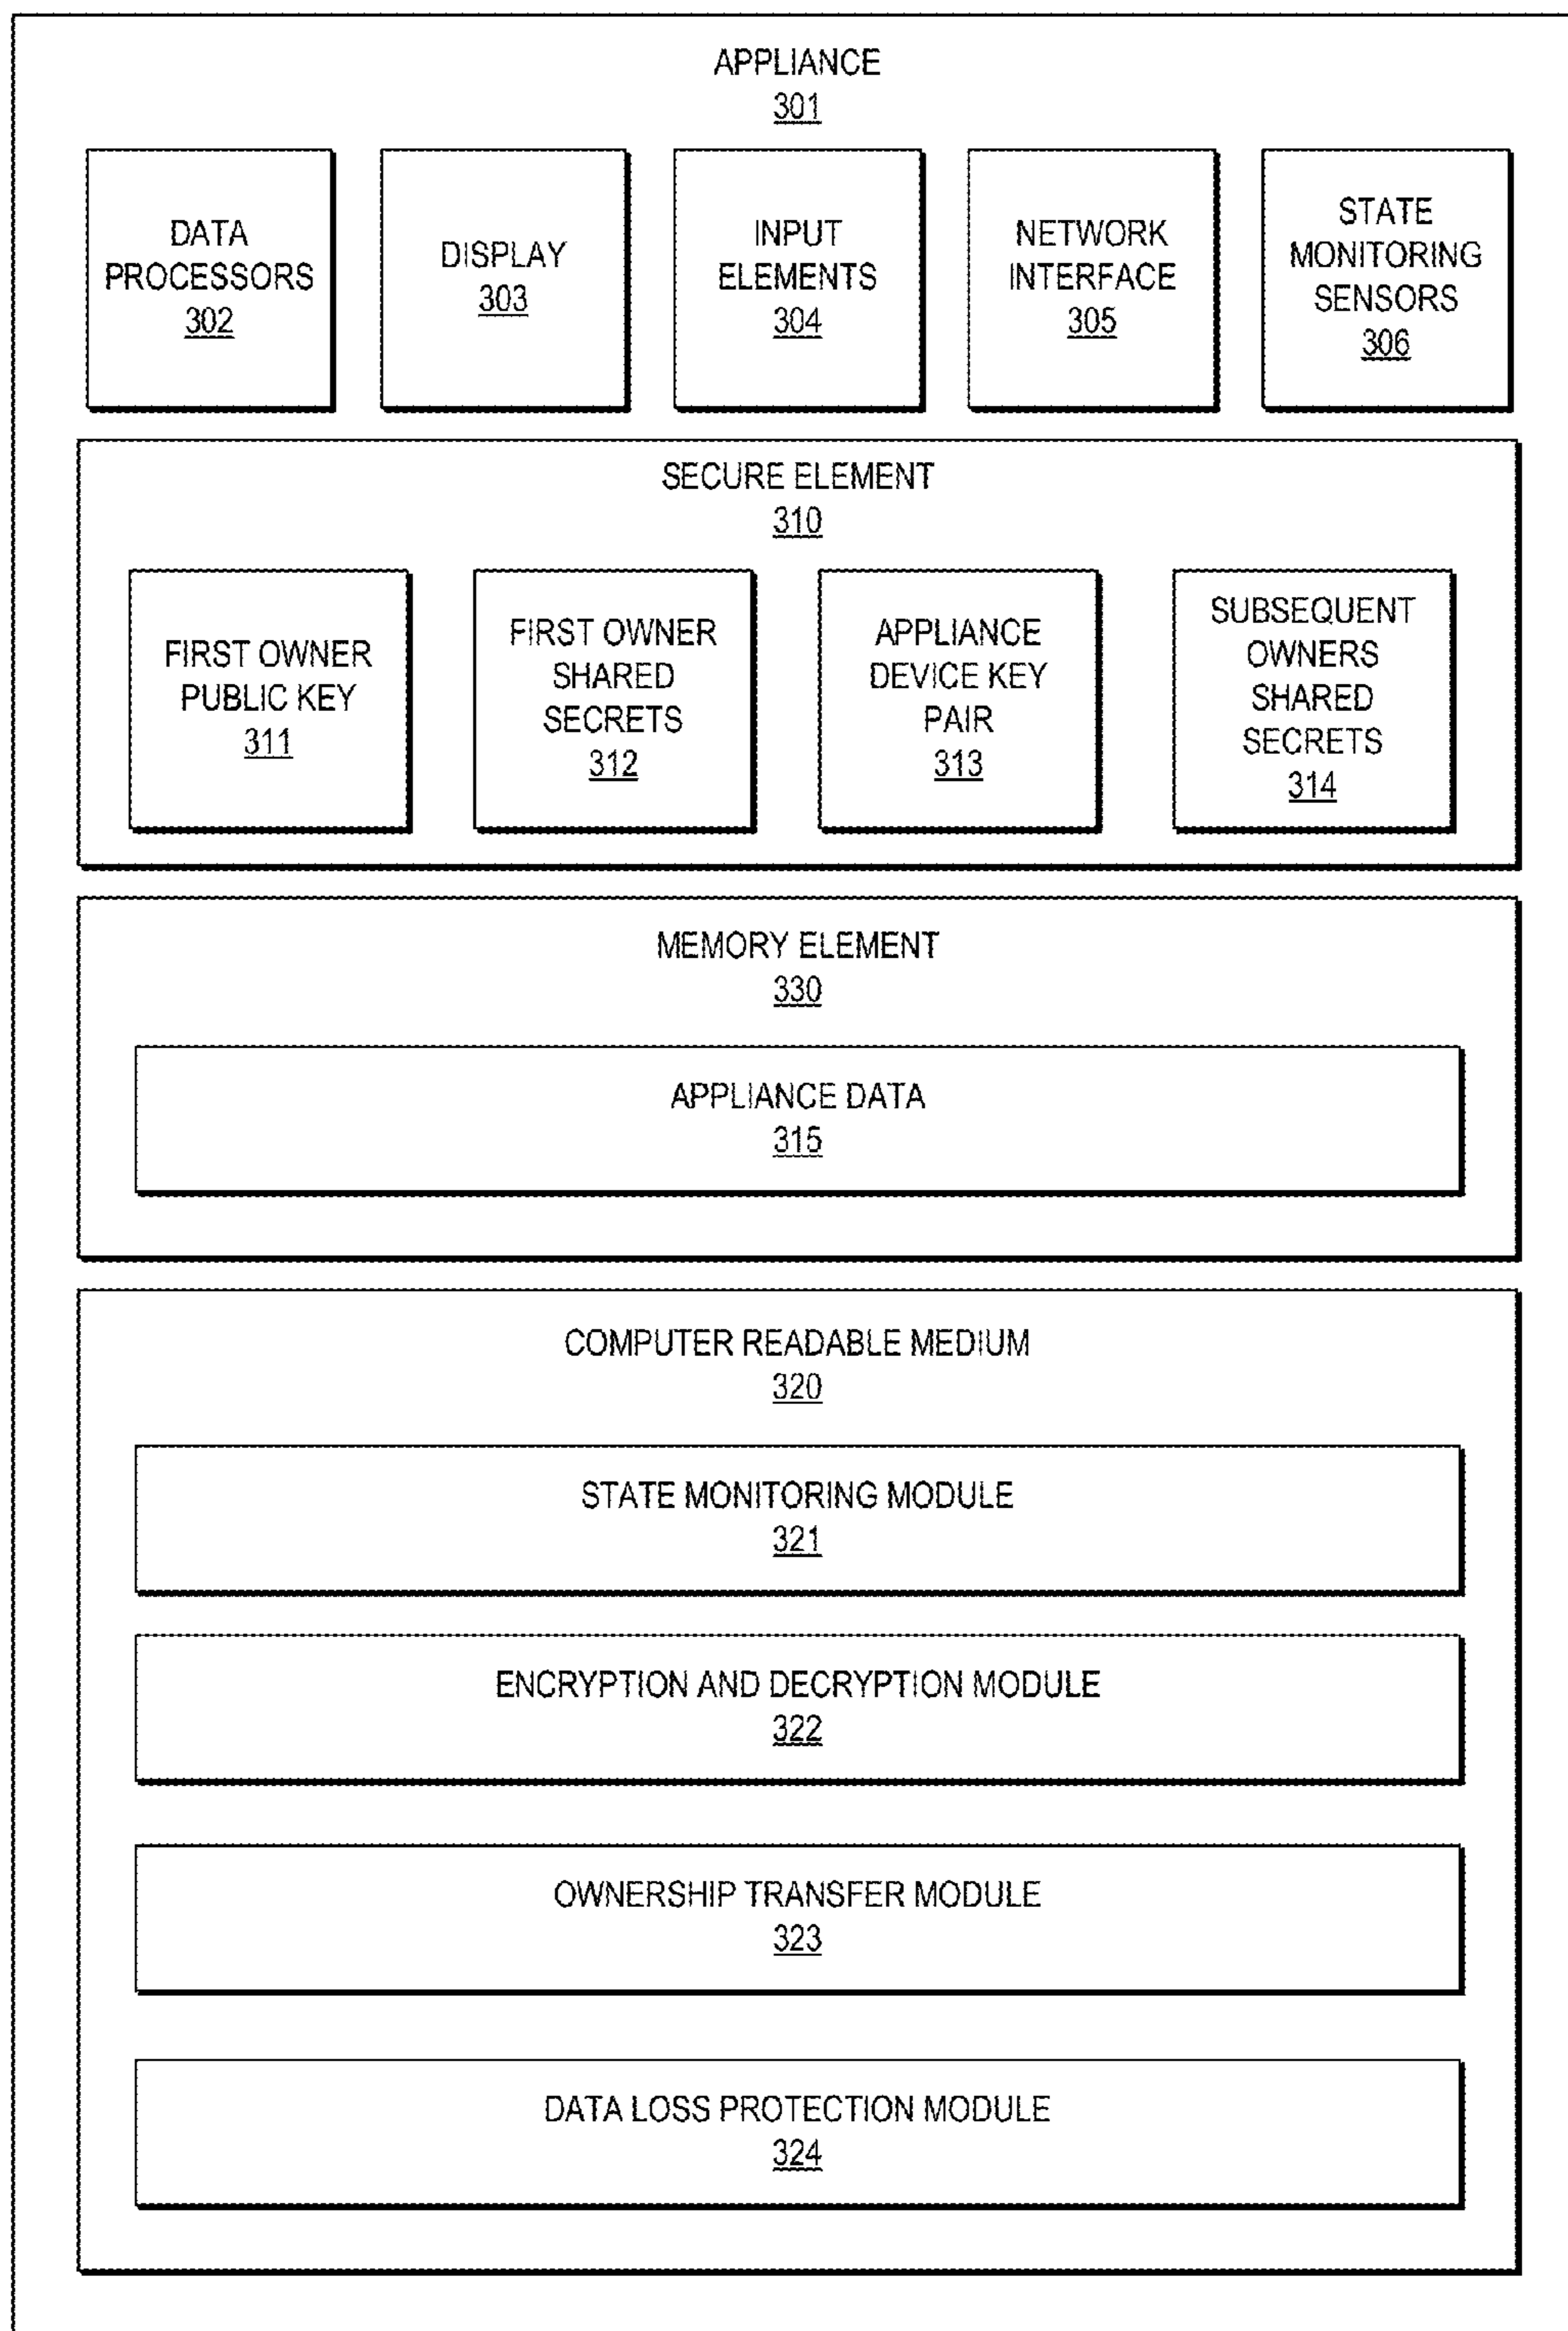 APPLIANCE
301
DATA
PROCESSORS
302
DISPLAY
303
INPUT
ELEMENTS
304
NETWORK
INTERFACE
305
STATE
MONITORING
SENSORS
306
SECURE ELEMENT
310
FIRST OWNER
PUBLIC KEY
311
FIRST OWNER
SHARED
SECRETS
312
APPLIANCE
DEVICE KEY
PAIR
313
SUBSEQUENT
OWNERS
SHARED
SECRETS
314
MEMORY ELEMENT
330
APPLIANCE DATA
315
COMPUTER READABLE MEDIUM
320
STATE MONITORING MODULE
321
ENCRYPTION AND DECRYPTION MODULE
322
OWNERSHIP TRANSFER MODULE
323
DATA LOSS PROTECTION MODULE
324